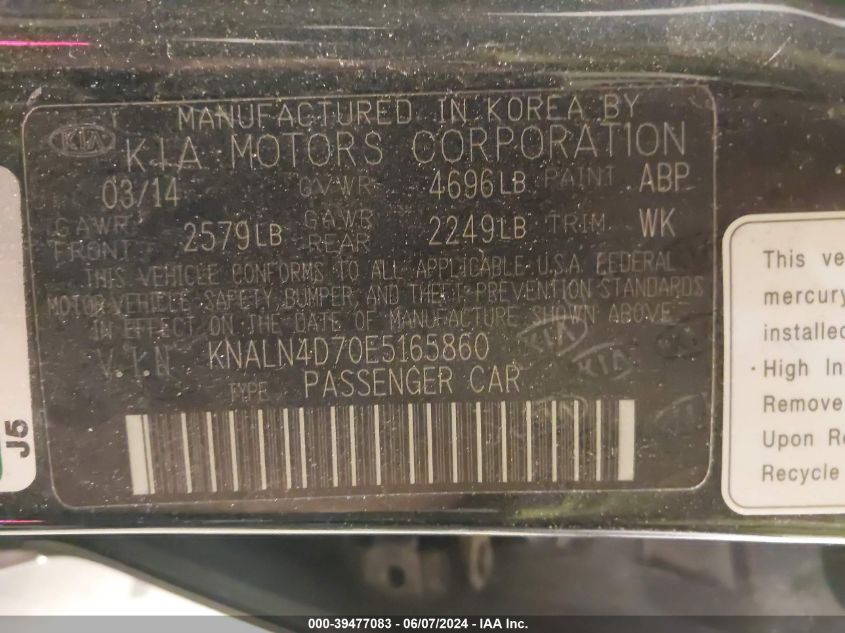 MANUFACTURED IN KOREA BY
KIA KIA MOTORS CORPORATION
03/14 GVWR 4696LB PAINT ABP
GAWR FRONT 2579LB GAWR REAR 2249LB TRIM WK
THIS VEHICLE CONFORMS TO ALL APPLICABLE U.S.A FEDERAL
MOTOR VEHICLE SAFETY, BUMPER, AND THEFT PREVENTION STANDARDS
IN EFFECT ON THE DATE OF MANUFACTURE SHOWN ABOVE.
V.I.N KNALN4D70E5165860
TYPE PASSENGER CAR
KIA
KIA
J5
This ve
mercury
installed
· High In
Remove
Upon Re
Recycle
000-39477083 - 06/07/2024 - IAA Inc.